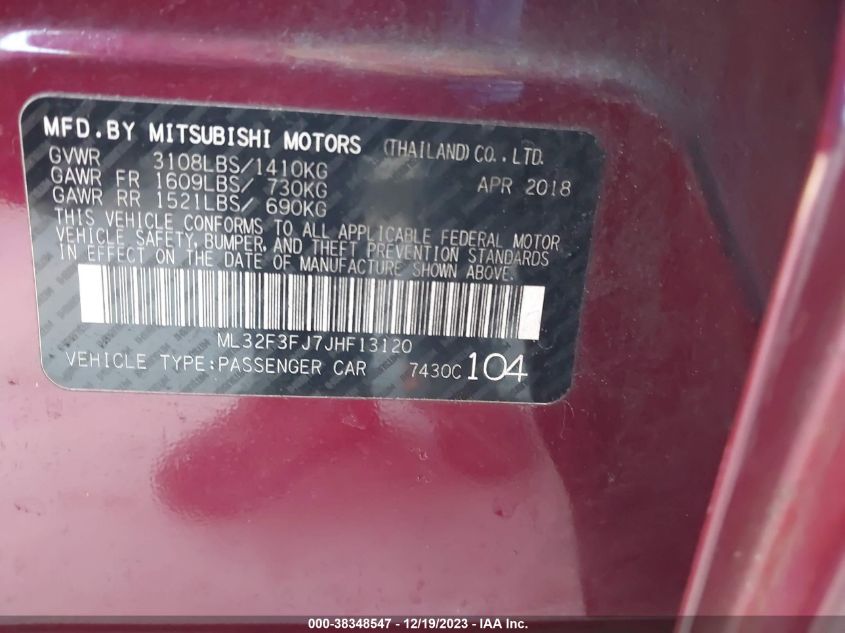 MFD.BY MITSUBISHI MOTORS (THAILAND) CO.,LTD.
GVWR 3108LBS/1410KG
GAWR FR 1609LBS/ 730KG APR 2018
GAWR RR 1521LBS/ 690KG
THIS VEHICLE CONFORMS TO ALL APPLICABLE FEDERAL MOTOR
VEHICLE SAFETY, BUMPER, AND THEFT PREVENTION STANDARDS
IN EFFECT ON THE DATE OF MANUFACTURE SHOWN ABOVE.
ML32F3FJ7JHF13120
VEHICLE TYPE:PASSENGER CAR 7430C 104
000-38348547 - 12/19/2023 - IAA Inc.